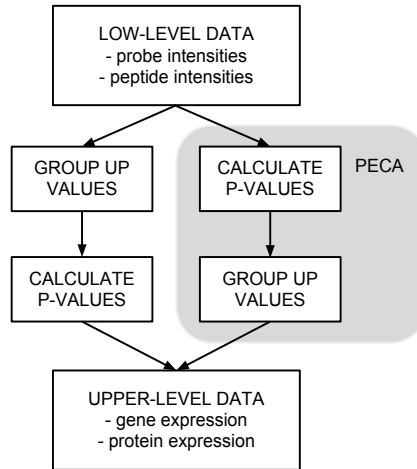 LOW-LEVEL DATA
- probe intensities
- peptide intensities
GROUP UP
VALUES
CALCULATE
P-VALUES
PECA
CALCULATE
P-VALUES
GROUP UP
VALUES
UPPER-LEVEL DATA
- gene expression
- protein expression